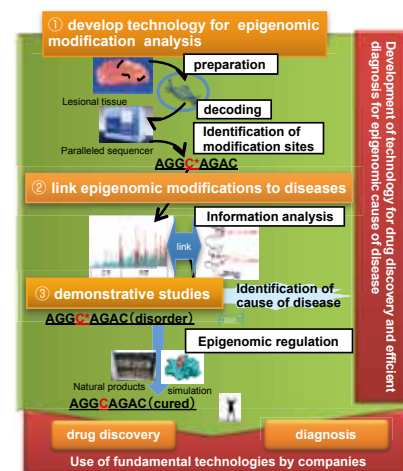 ① develop technology for epigenomic
modification analysis
preparation
Lesional tissue
decoding
Identification of
modification sites
Paralleled sequencer
AGGC*AGAC
② link epigenomic modifications to diseases
Information analysis
link
③ demonstrative studies
Identification of
cause of disease
AGGC*AGAC(disorder)
Epigenomic regulation
Natural products
simulation
AGGCAGAC(cured)
drug discovery
diagnosis
Use of fundamental technologies by companies
Development of technology for drug discovery and efficient
diagnosis for epigenomic cause of disease